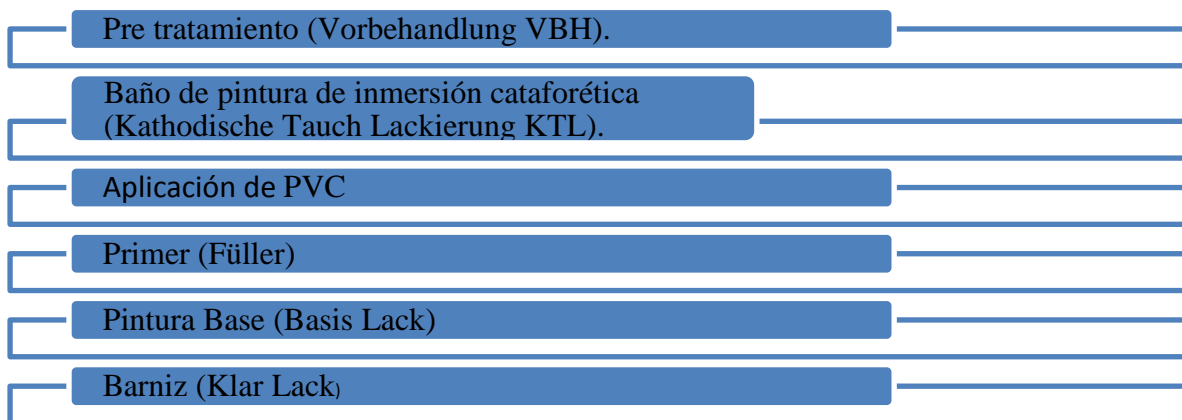 Pre tratamiento (Vorbehandlung VBH).
Baño de pintura de inmersión cataforética
(Kathodische Tauch Lackierung KTL).
Aplicación de PVC
Primer (Füller)
Pintura Base (Basis Lack)
Barniz (Klar Lack)